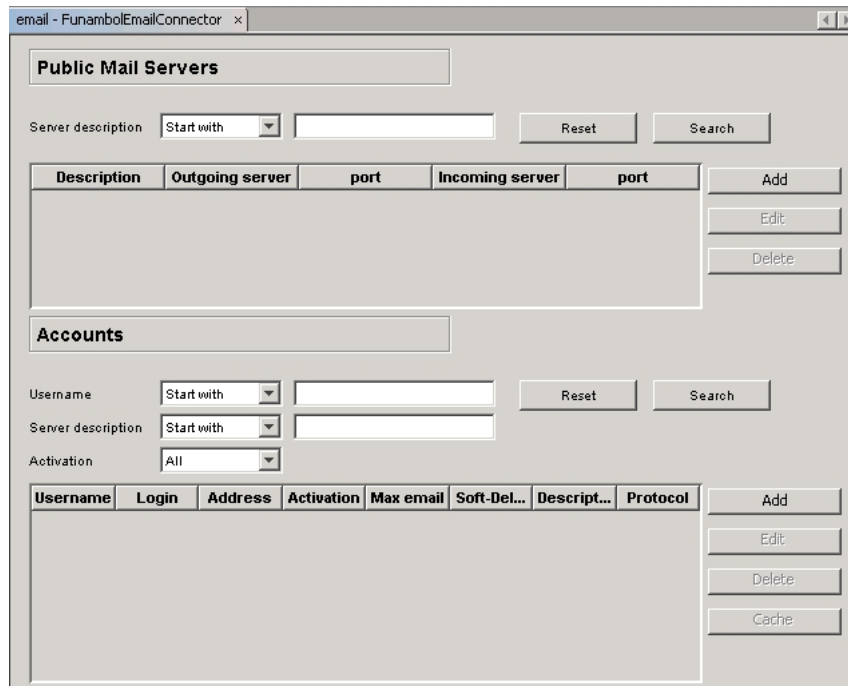 email - FunambolEmailConnector x
Public Mail Servers
Server description Start with Reset Search
Description Outgoing server port Incoming server port
Add
Edit
Delete
Accounts
Username Start with Reset Search
Server description Start with
Activation All
Username Login Address Activation Max email Soft-Del... Descript... Protocol
Add
Edit
Delete
Cache